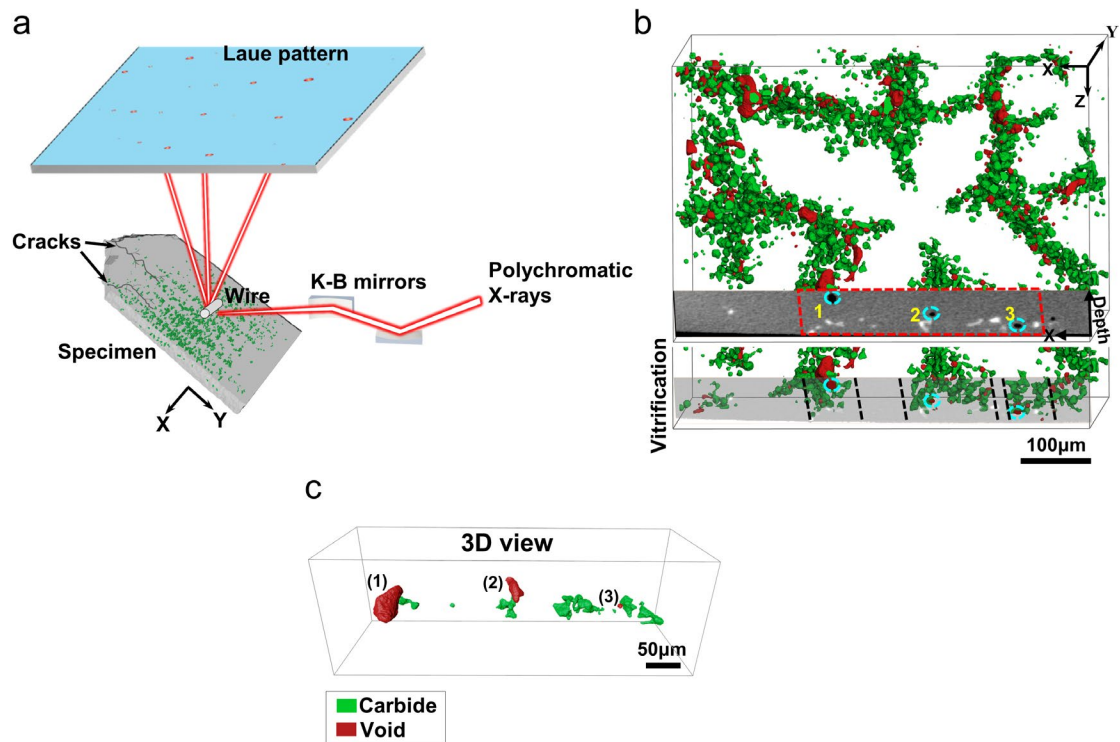 a
Laue pattern
Cracks
Wire
K-B mirrors
Polychromatic
X-rays
Specimen
X
Y
b
Y
X
Z
1
2
3
Depth
X
Vitrification
100μm
c
3D view
(1)
(2)
(3)
50μm
Carbide
Void